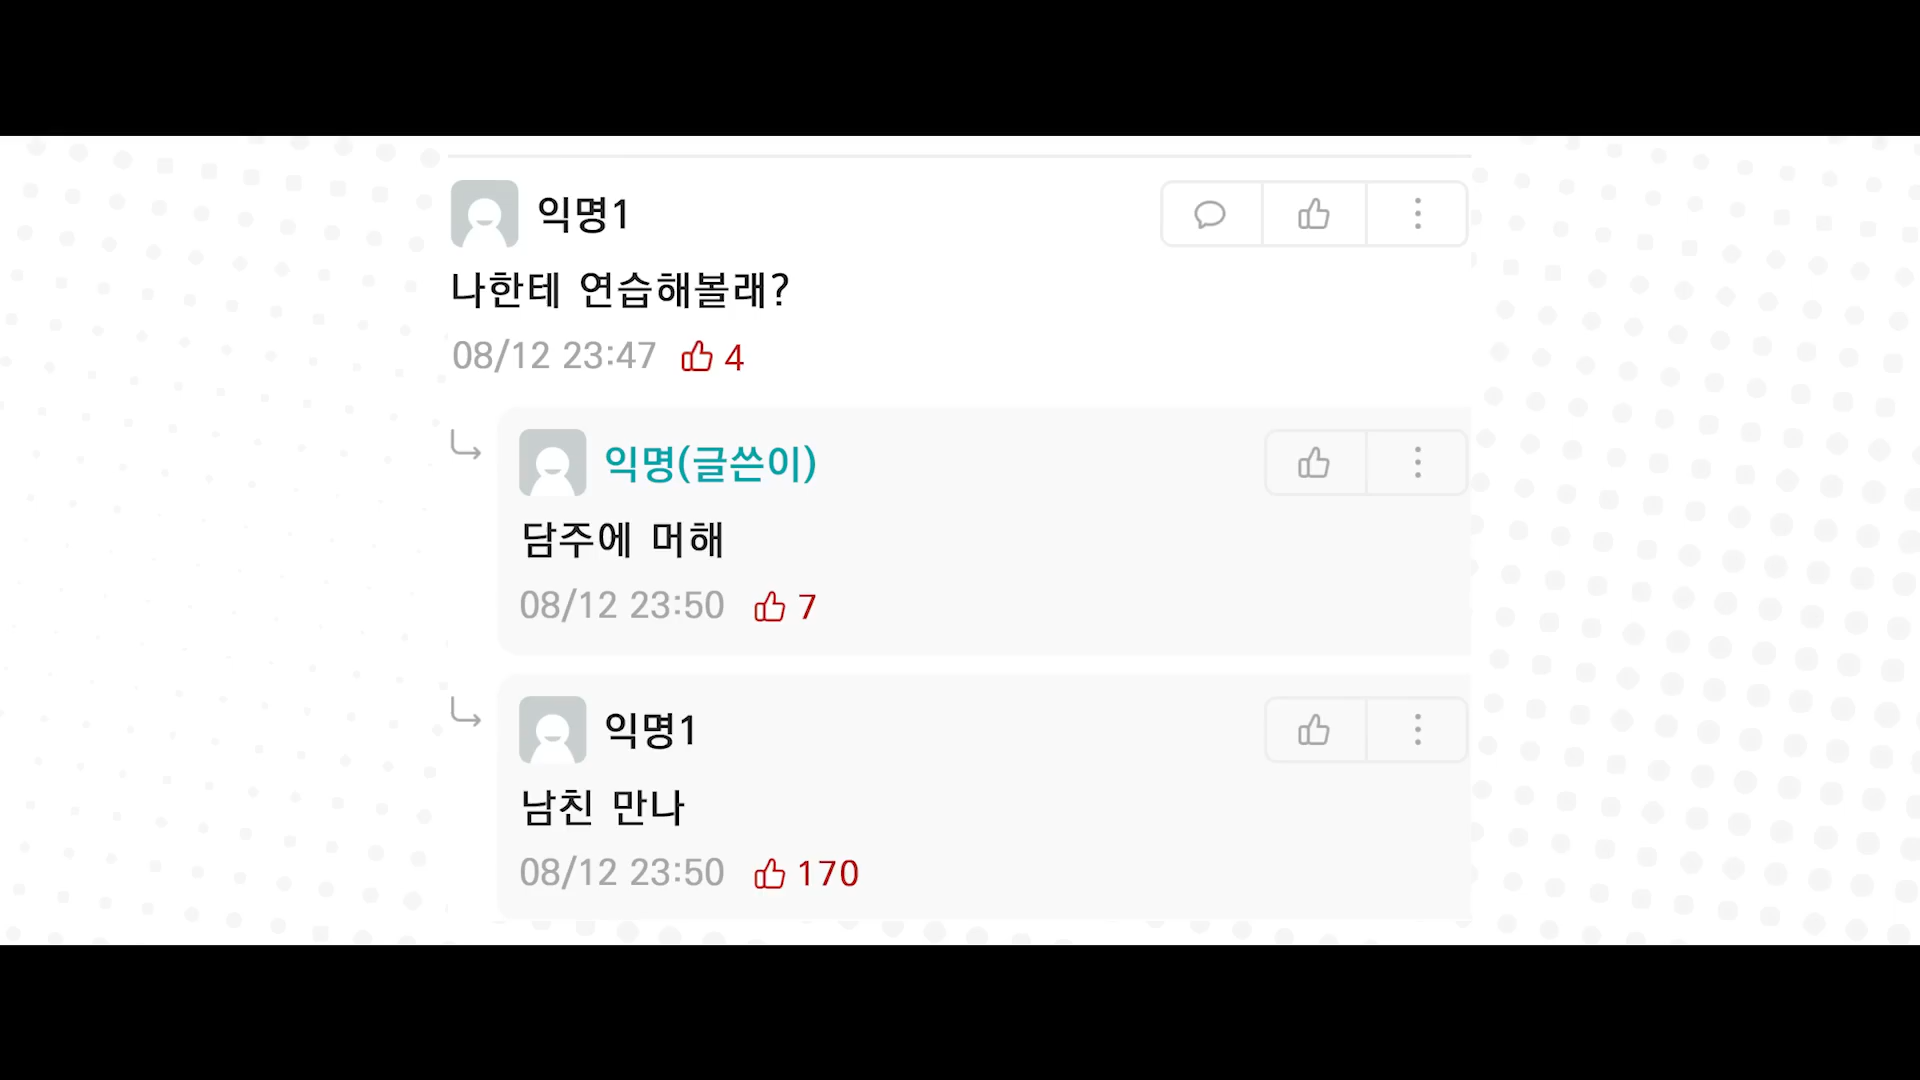 익명1
나한테 연습해볼래?
08/12 23:47 4
익명(글쓴이)
담주에 머해
08/12 23:50 7
익명1
남친 만나
08/12 23:50 170